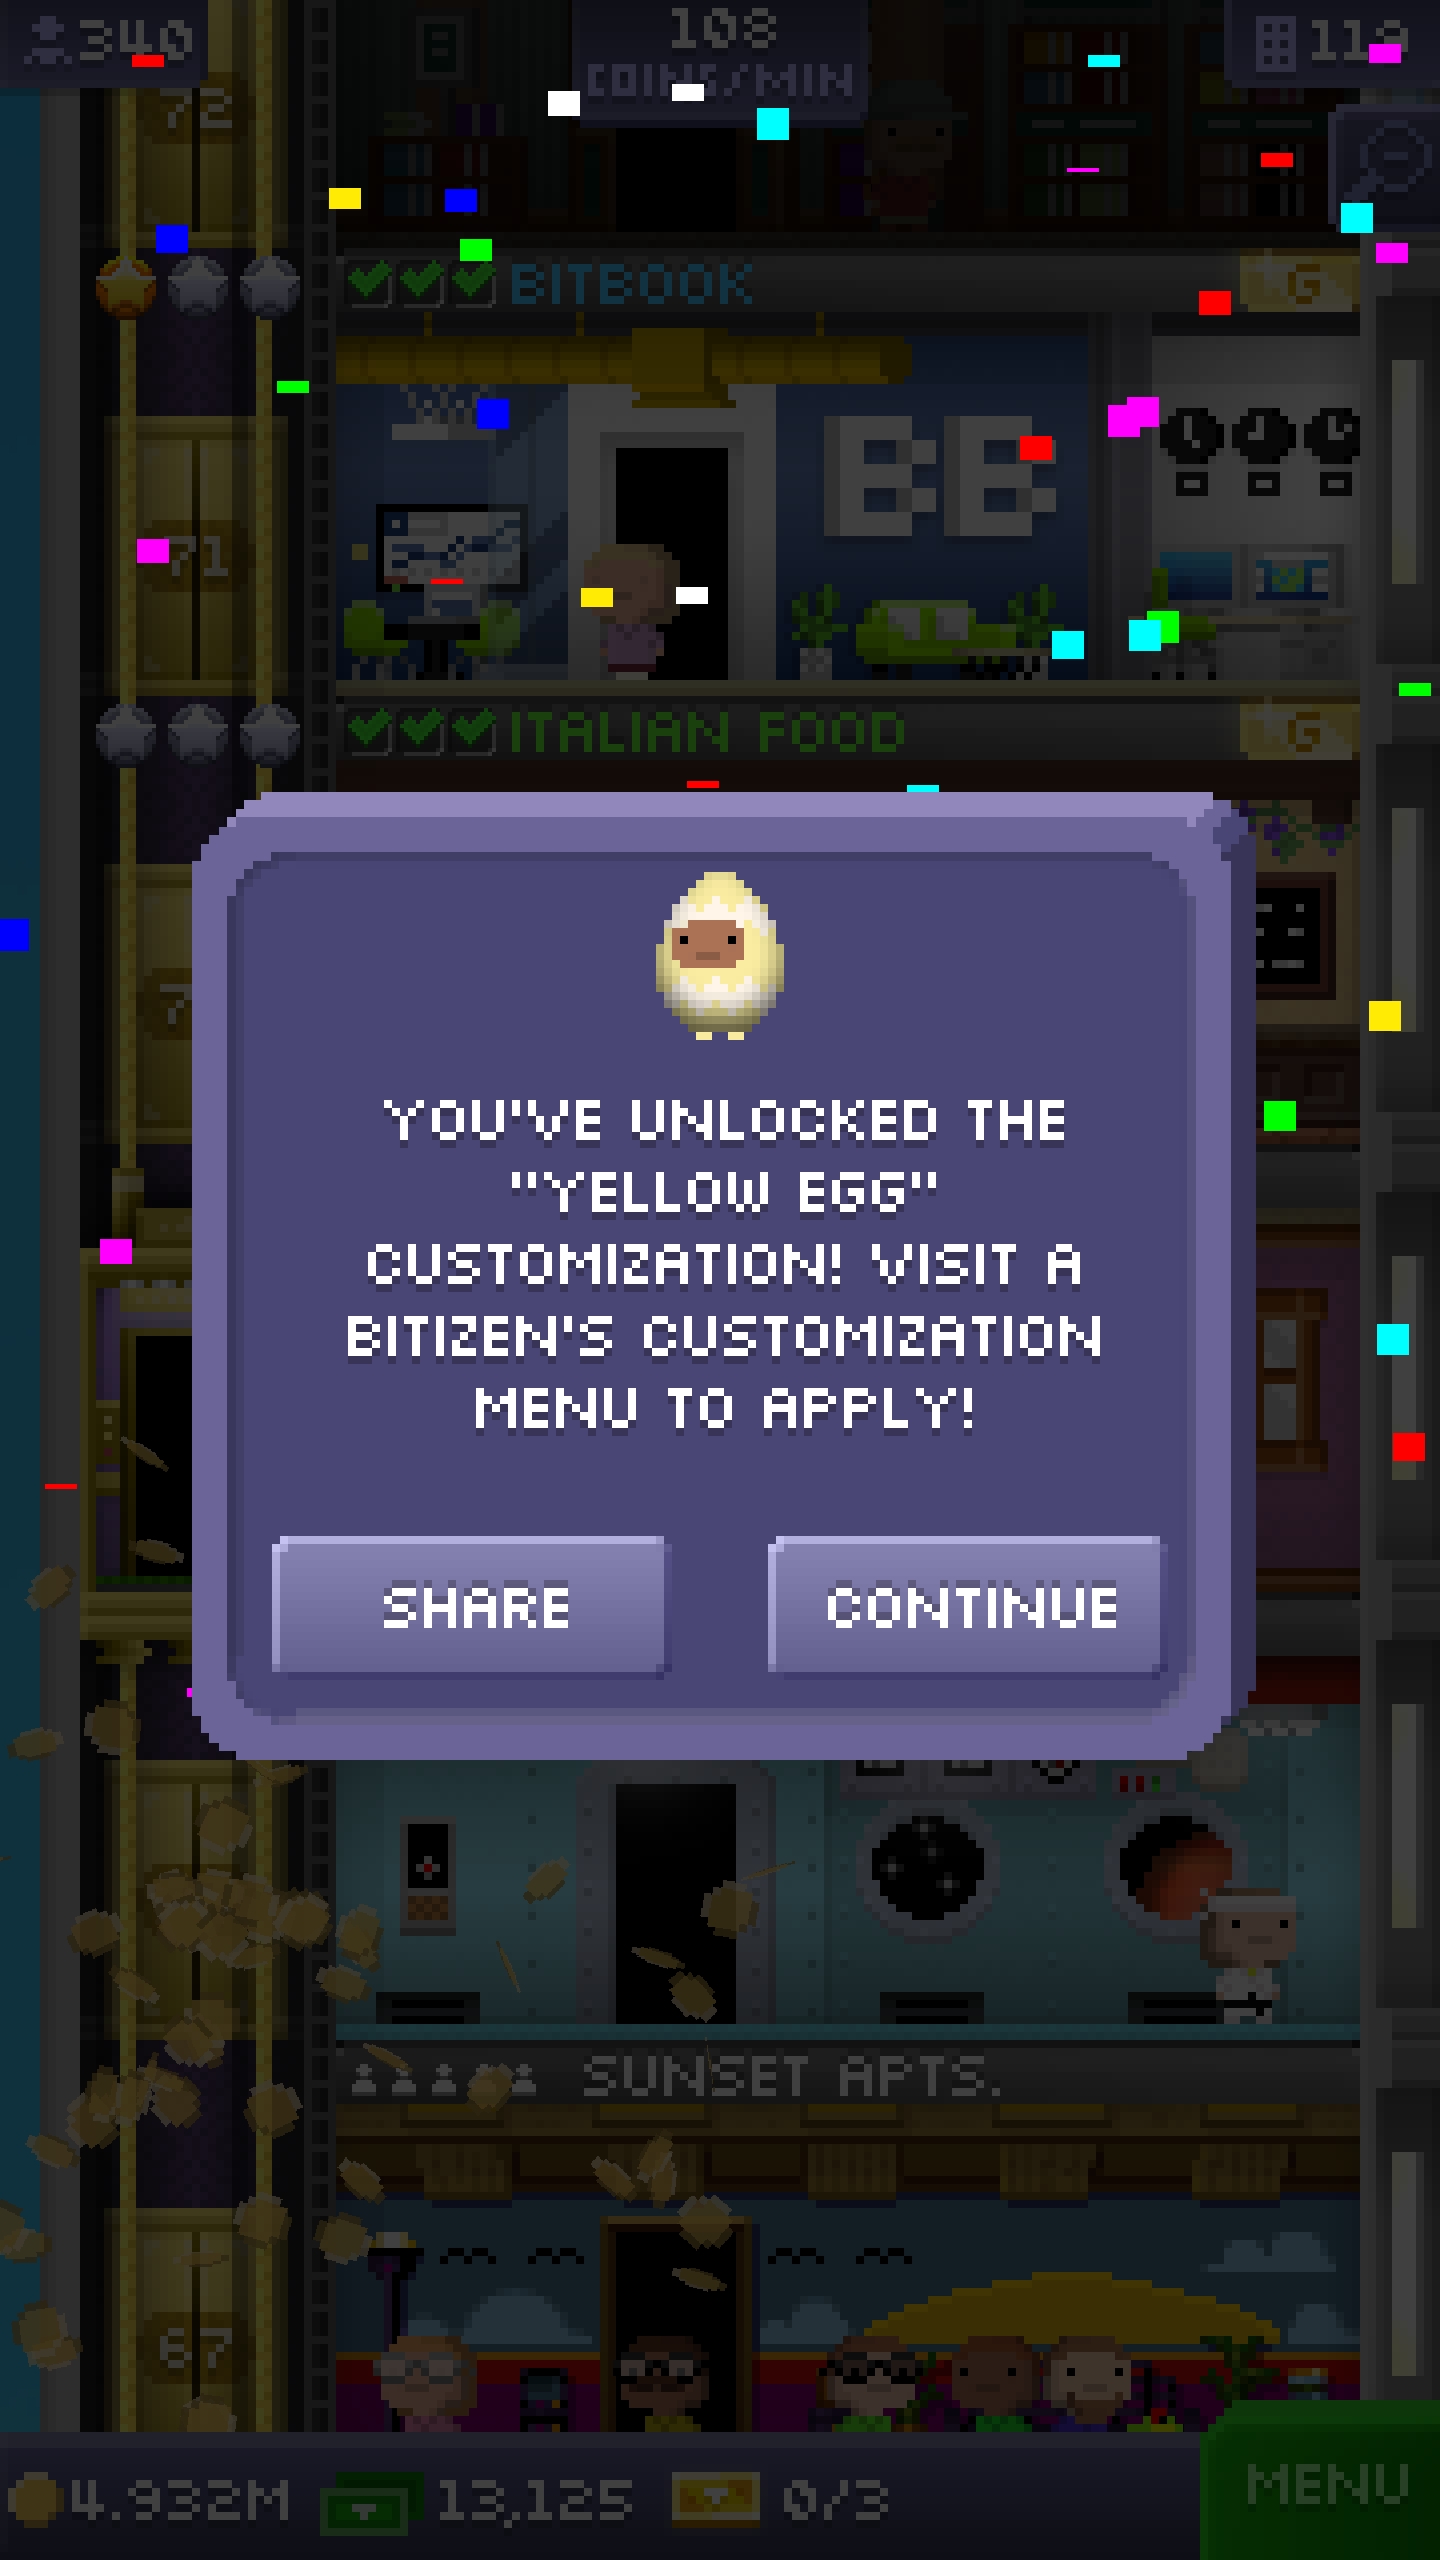 340
108
COINS/MIN
72
BITBOOK
G
71
BB
ITALIAN FOOD
G
YOU'VE UNLOCKED THE
"YELLOW EGG"
CUSTOMIZATION! VISIT A
BITIZEN'S CUSTOMIZATION
MENU TO APPLY!
SHARE
CONTINUE
SUNSET APTS.
67
4.932M
13,125
0/3
MENU